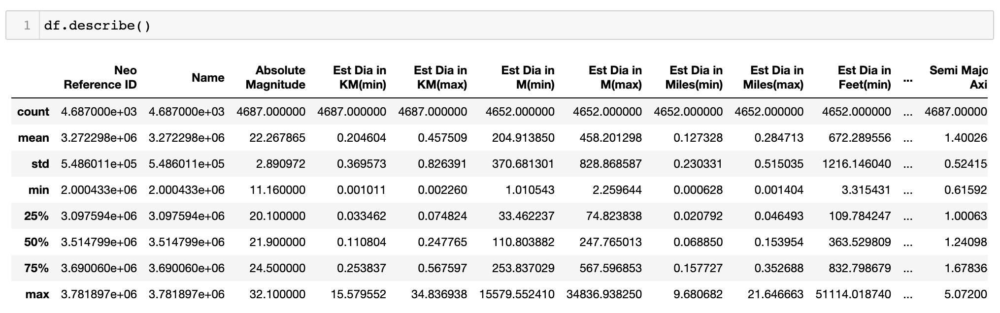 1 df.describe()
Neo Reference ID Name Absolute Magnitude Est Dia in KM(min) Est Dia in KM(max) Est Dia in M(min) Est Dia in M(max) Est Dia in Miles(min) Est Dia in Miles(max) Est Dia in Feet(min) ... Semi Majo Axi
count 4.687000e+03 4.687000e+03 4687.000000 4687.000000 4687.000000 4652.000000 4652.000000 4652.000000 4652.000000 4652.000000 ... 4687.00000
mean 3.272298e+06 3.272298e+06 22.267865 0.204604 0.457509 204.913850 458.201298 0.127328 0.284713 672.289556 ... 1.40026
std 5.486011e+05 5.486011e+05 2.890972 0.369573 0.826391 370.681301 828.868587 0.230331 0.515035 1216.146040 ... 0.52415
min 2.000433e+06 2.000433e+06 11.160000 0.001011 0.002260 1.010543 2.259644 0.000628 0.001404 3.315431 ... 0.61592
25% 3.097594e+06 3.097594e+06 20.100000 0.033462 0.074824 33.462237 74.823838 0.020792 0.046493 109.784247 ... 1.00063
50% 3.514799e+06 3.514799e+06 21.900000 0.110804 0.247765 110.803882 247.765013 0.068850 0.153954 363.529809 ... 1.24098
75% 3.690060e+06 3.690060e+06 24.500000 0.253837 0.567597 253.837029 567.596853 0.157727 0.352688 832.798679 ... 1.67836
max 3.781897e+06 3.781897e+06 32.100000 15.579552 34.836938 15579.552410 34836.938250 9.680682 21.646663 51114.018740 ... 5.07200